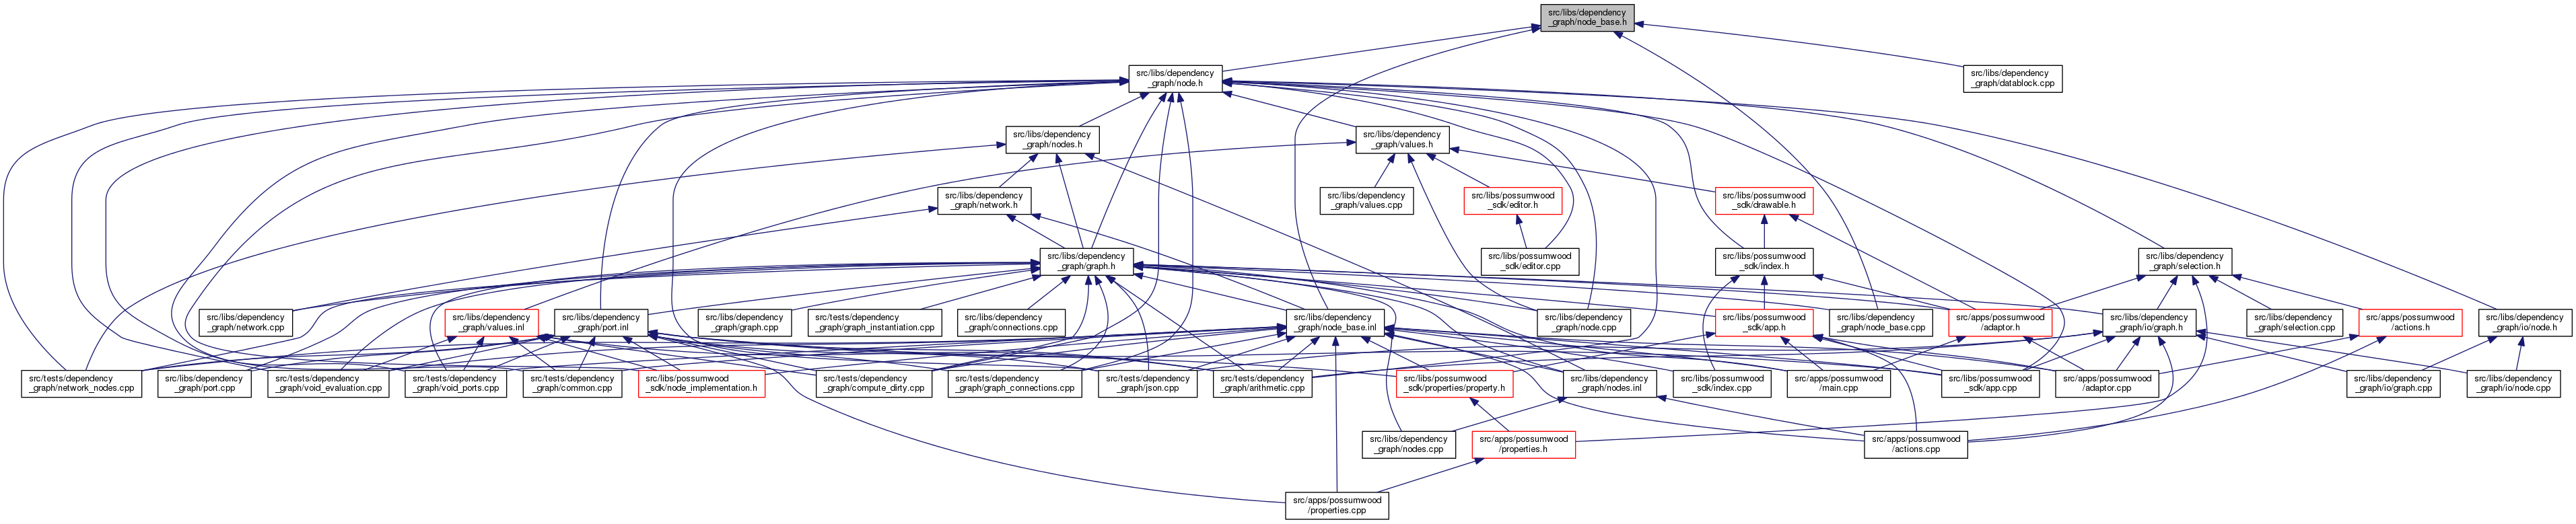 src/libs/dependency
_graph/node_base.h
src/libs/dependency
_graph/node.h
src/libs/dependency
_graph/datablock.cpp
src/libs/dependency
_graph/nodes.h
src/libs/dependency
_graph/values.h
src/libs/dependency
_graph/network.h
src/libs/dependency
_graph/values.cpp
src/libs/possumwood
_sdk/editor.h
src/libs/possumwood
_sdk/drawable.h
src/libs/dependency
_graph/graph.h
src/libs/possumwood
_sdk/editor.cpp
src/libs/possumwood
_sdk/index.h
src/libs/dependency
_graph/selection.h
src/libs/dependency
_graph/network.cpp
src/libs/dependency
_graph/values.inl
src/libs/dependency
_graph/port.inl
src/libs/dependency
_graph/graph.cpp
src/tests/dependency
_graph/graph_instantiation.cpp
src/libs/dependency
_graph/connections.cpp
src/libs/dependency
_graph/node_base.inl
src/libs/dependency
_graph/node.cpp
src/libs/possumwood
_sdk/app.h
src/libs/dependency
_graph/node_base.cpp
src/apps/possumwood
/adaptor.h
src/libs/dependency
_graph/io/graph.h
src/libs/dependency
_graph/selection.cpp
src/apps/possumwood
/actions.h
src/libs/dependency
_graph/io/node.h
src/tests/dependency
_graph/network_nodes.cpp
src/libs/dependency
_graph/port.cpp
src/tests/dependency
_graph/void_evaluation.cpp
src/tests/dependency
_graph/void_ports.cpp
src/tests/dependency
_graph/common.cpp
src/libs/possumwood
_sdk/node_implementation.h
src/tests/dependency
_graph/compute_dirty.cpp
src/tests/dependency
_graph/graph_connections.cpp
src/tests/dependency
_graph/json.cpp
src/tests/dependency
_graph/arithmetic.cpp
src/libs/possumwood
_sdk/properties/property.h
src/libs/dependency
_graph/nodes.inl
src/libs/possumwood
_sdk/index.cpp
src/apps/possumwood
/main.cpp
src/libs/possumwood
_sdk/app.cpp
src/apps/possumwood
/adaptor.cpp
src/libs/dependency
_graph/io/graph.cpp
src/libs/dependency
_graph/io/node.cpp
src/libs/dependency
_graph/nodes.cpp
src/apps/possumwood
/properties.h
src/apps/possumwood
/actions.cpp
src/apps/possumwood
/properties.cpp